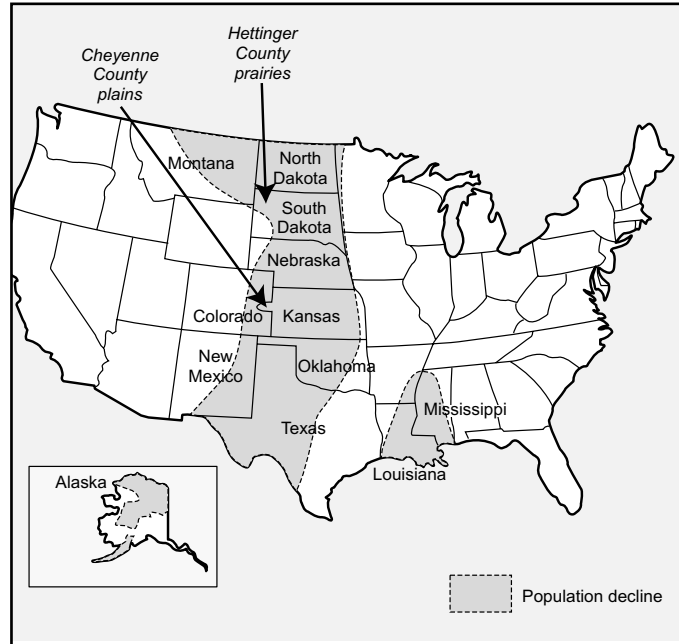 Hettinger
County
prairies
Cheyenne
County
plains
Montana
North
Dakota
South
Dakota
Nebraska
Colorado
Kansas
New
Mexico
Oklahoma
Texas
Mississippi
Louisiana
Alaska
Population decline